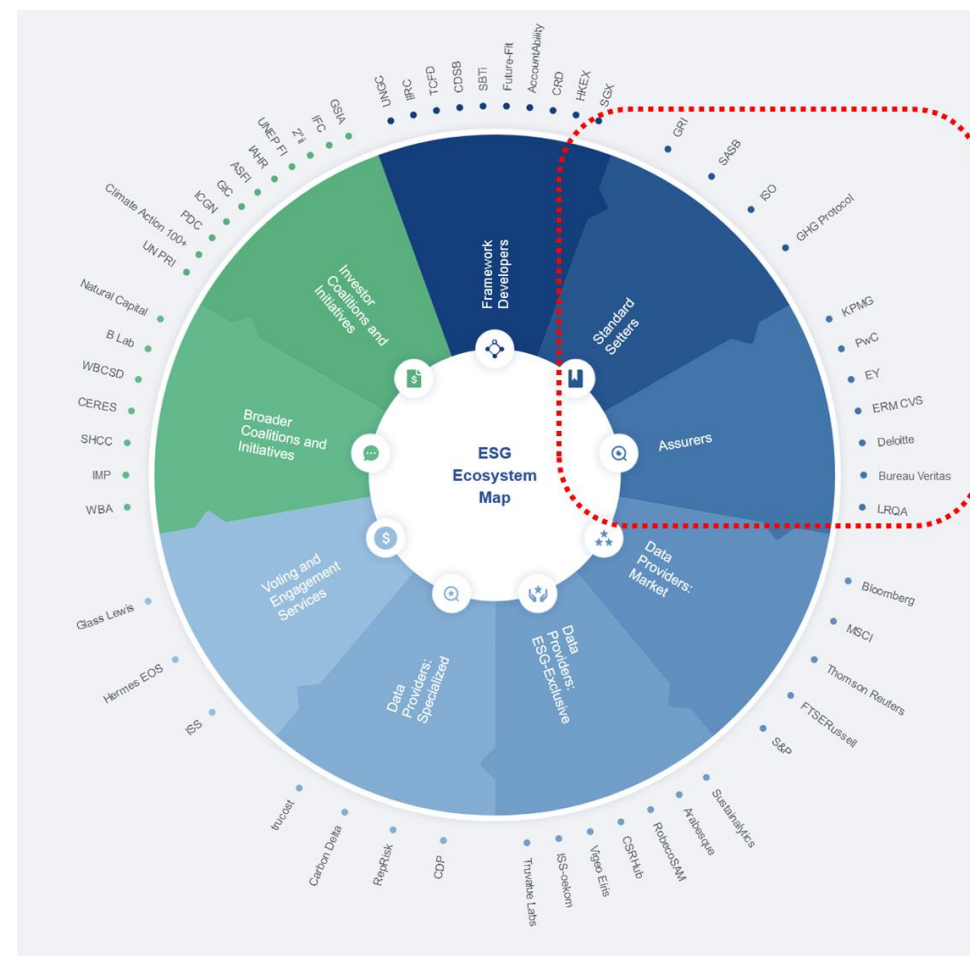 UNGC
IIRC
TCFD
CDSB
SBTi
Future-Fit
AccountAbility
CRD
HKEX
SGX
GRI
SASB
ISO
GHG Protocol
KPMG
PwC
EY
ERM CVS
Deloitte
Bureau Veritas
LRQA
Bloomberg
MSCI
Thomson Reuters
FTSERussell
S&P
Sustainalytics
Arabesque
RobecoSAM
CSRHub
Vigeo Eiris
ISS-oekom
Truvalue Labs
CDP
RepRisk
Carbon Delta
trucost
ISS
Hermes EOS
Glass Lewis
WBA
IMP
SHCC
CERES
WBCSD
B Lab
Natural Capital
UN PRI
Climate Action 100+
PDC
ICGN
GIC
ASFI
IAHR
UNEP FI
2°ii
IFC
GSIA
Framework
Developers
Standard
Setters
Assurers
Data
Providers:
Market
Data
Providers:
ESG-Exclusive
Data
Providers:
Specialized
Voting and
Engagement
Services
Broader
Coalitions and
Initiatives
Investor
Coalitions and
Initiatives
ESG
Ecosystem
Map